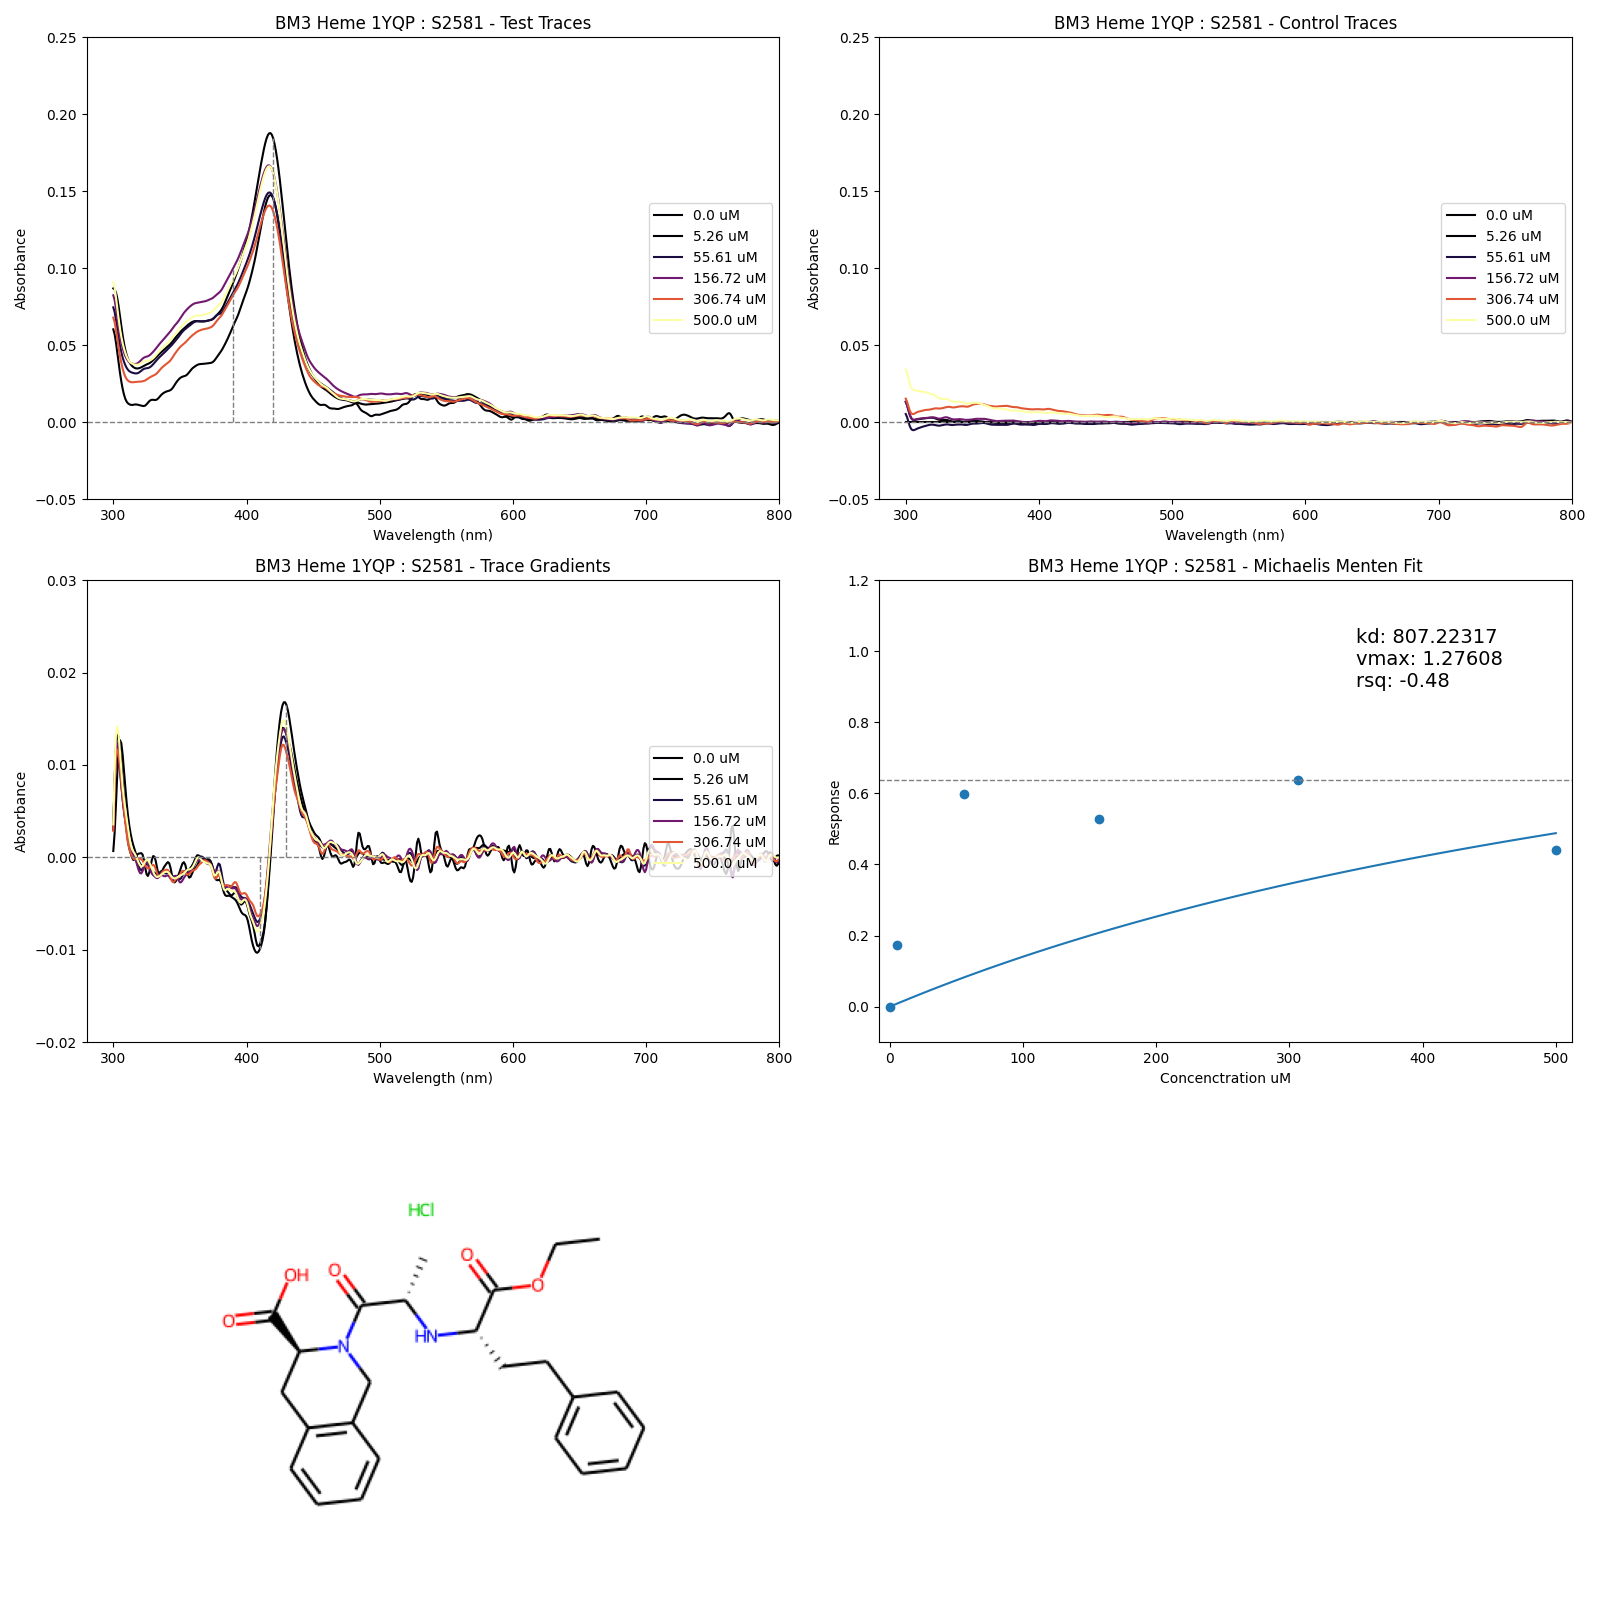 BM3 Heme 1YQP : S2581 - Test Traces
0.25
0.20
0.15
0.10
0.05
0.00
−0.05
Absorbance
300 400 500 600 700 800
Wavelength (nm)
0.0 uM
5.26 uM
55.61 uM
156.72 uM
306.74 uM
500.0 uM
BM3 Heme 1YQP : S2581 - Control Traces
0.25
0.20
0.15
0.10
0.05
0.00
−0.05
Absorbance
300 400 500 600 700 800
Wavelength (nm)
0.0 uM
5.26 uM
55.61 uM
156.72 uM
306.74 uM
500.0 uM
BM3 Heme 1YQP : S2581 - Trace Gradients
0.03
0.02
0.01
0.00
−0.01
−0.02
Absorbance
300 400 500 600 700 800
Wavelength (nm)
0.0 uM
5.26 uM
55.61 uM
156.72 uM
306.74 uM
500.0 uM
BM3 Heme 1YQP : S2581 - Michaelis Menten Fit
1.2
1.0
0.8
0.6
0.4
0.2
0.0
Response
0 100 200 300 400 500
Concenctration uM
kd: 807.22317
vmax: 1.27608
rsq: -0.48
HCl
O
OH
O
O
O
N
HN